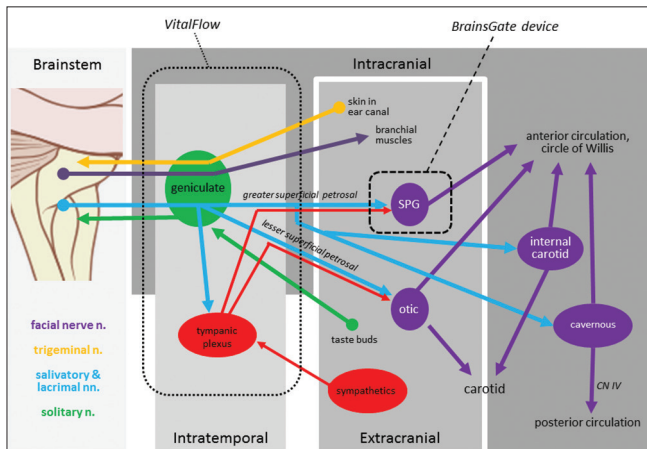 VitalFlow
BrainsGate device
Brainstem
Intracranial
skin in
ear canal
branchial
muscles
anterior circulation,
circle of Willis
geniculate
greater superficial petrosal
SPG
lesser superficial petrosal
internal
carotid
otic
cavernous
facial nerve n.
trigeminal n.
salivatory &
lacrimal nn.
solitary n.
tympanic
plexus
taste buds
sympathetics
carotid
CN IV
posterior circulation
Intratemporal
Extracranial